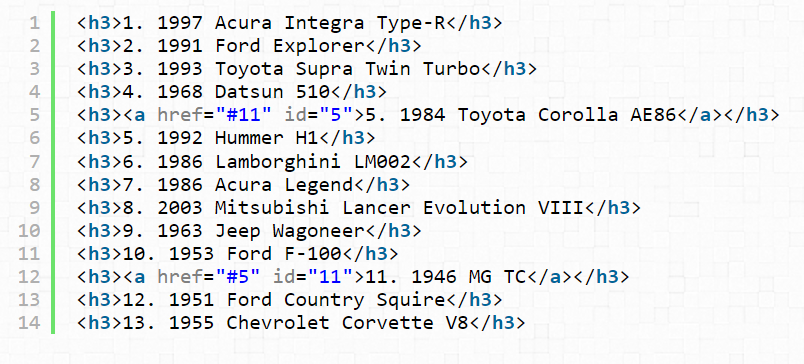 1 <h3>1. 1997 Acura Integra Type-R</h3>
2 <h3>2. 1991 Ford Explorer</h3>
3 <h3>3. 1993 Toyota Supra Twin Turbo</h3>
4 <h3>4. 1968 Datsun 510</h3>
5 <h3><a href="#11" id="5">5. 1984 Toyota Corolla AE86</a></h3>
6 <h3>5. 1992 Hummer H1</h3>
7 <h3>6. 1986 Lamborghini LM002</h3>
8 <h3>7. 1986 Acura Legend</h3>
9 <h3>8. 2003 Mitsubishi Lancer Evolution VIII</h3>
10 <h3>9. 1963 Jeep Wagoneer</h3>
11 <h3>10. 1953 Ford F-100</h3>
12 <h3><a href="#5" id="11">11. 1946 MG TC</a></h3>
13 <h3>12. 1951 Ford Country Squire</h3>
14 <h3>13. 1955 Chevrolet Corvette V8</h3>